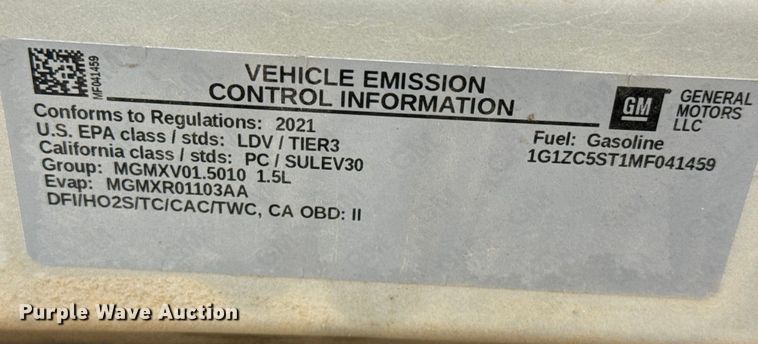 MF041459
VEHICLE EMISSION
CONTROL INFORMATION
GM
GENERAL
MOTORS
LLC
Conforms to Regulations: 2021
U.S. EPA class / stds: LDV / TIER3
California class / stds: PC / SULEV30
Group: MGMXV01.5010 1.5L
Evap: MGMXR01103AA
DFI/HO2S/TC/CAC/TWC, CA OBD: II
Fuel: Gasoline
1G1ZC5ST1MF041459
Purple Wave Auction